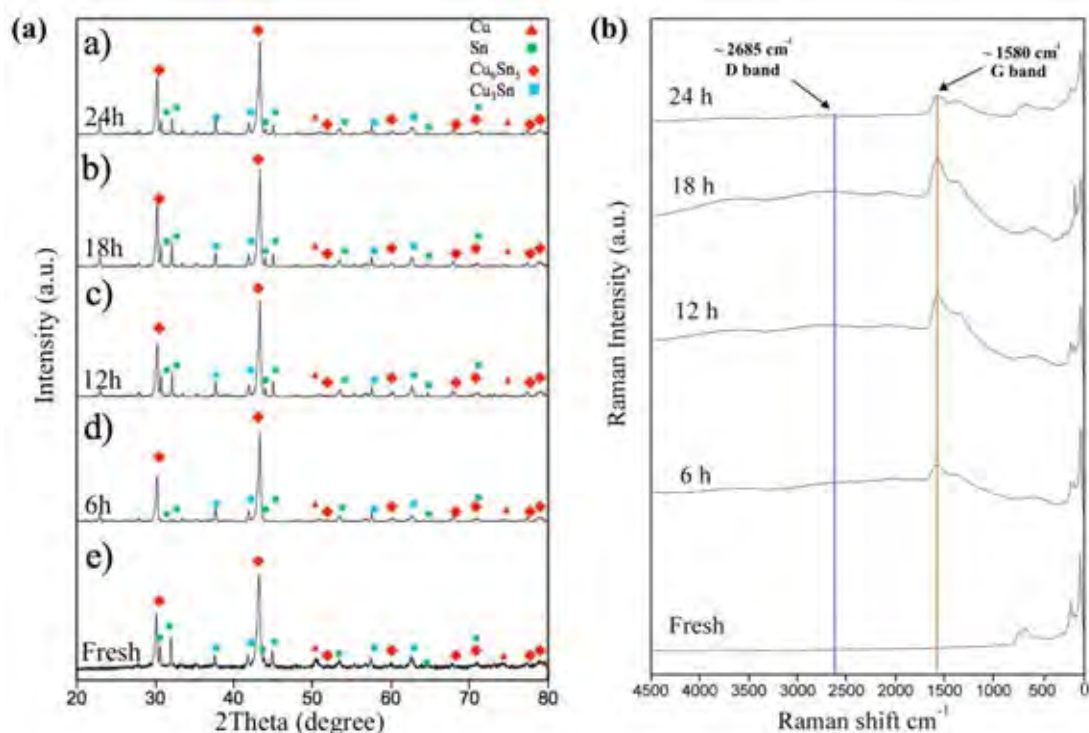 (a)
a)
24h
b)
18h
c)
12h
d)
6h
e)
Fresh
Cu
Sn
Cu₆Sn₅
Cu₃Sn
Intensity (a.u.)
20 30 40 50 60 70 80
2Theta (degree)
(b)
~ 2685 cm⁻¹
D band
~ 1580 cm⁻¹
G band
24 h
18 h
12 h
6 h
Fresh
Raman Intensity (a.u.)
4500 4000 3500 3000 2500 2000 1500 1000 500 0
Raman shift cm⁻¹